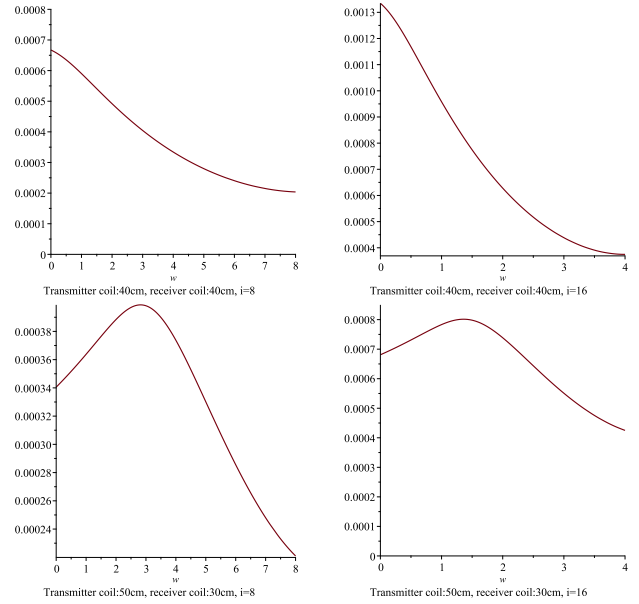 0.0008
0.0007
0.0006
0.0005
0.0004
0.0003
0.0002
0.0001
0
0 1 2 3 4 5 6 7 8
w
Transmitter coil:40cm, receiver coil:40cm, i=8
0.0013
0.0012
0.0011
0.0010
0.0009
0.0008
0.0007
0.0006
0.0005
0.0004
0 1 2 3 4
w
Transmitter coil:40cm, receiver coil:40cm, i=16
0.00038
0.00036
0.00034
0.00030
0.00028
0.00026
0.00024
0 1 2 3 4 5 6 7 8
w
Transmitter coil:50cm, receiver coil:30cm, i=8
0.0008
0.0007
0.0006
0.0005
0.0004
0.0003
0.0002
0.0001
0
0 1 2 3 4
w
Transmitter coil:50cm, receiver coil:30cm, i=16